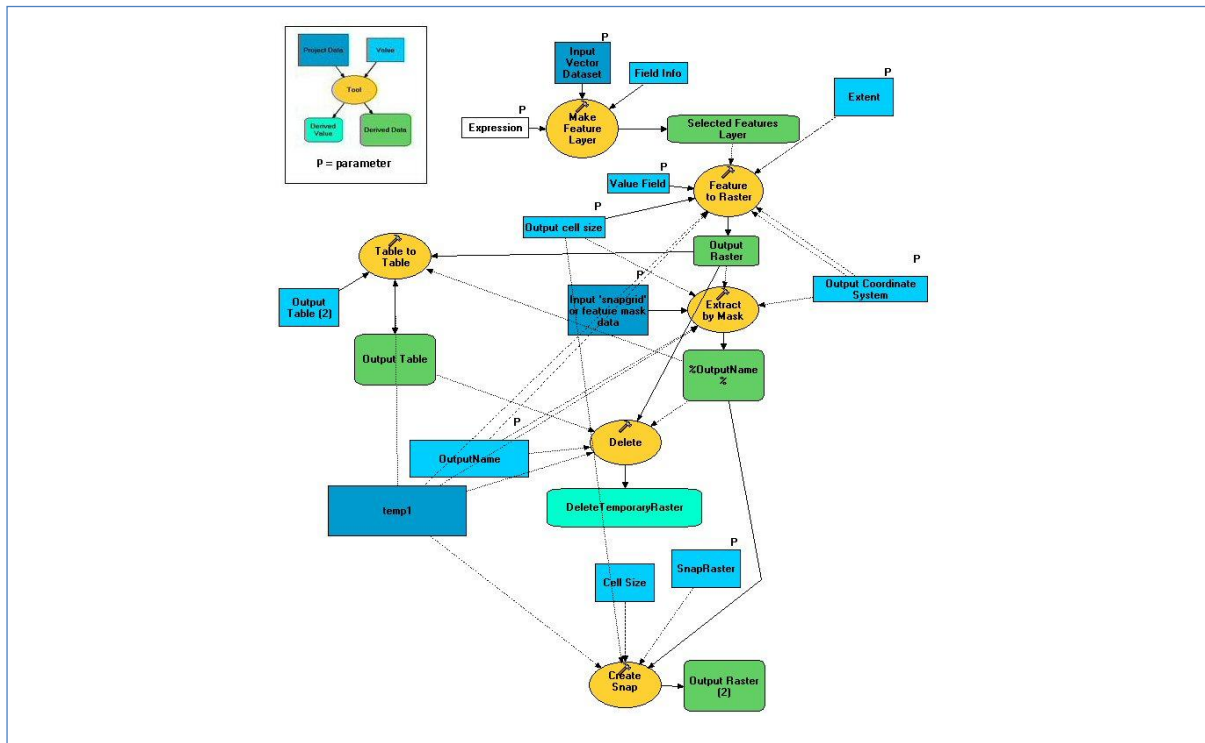 Project Data
Value
Tool
Derived
Value
Derived Data
P = parameter
P
Input
Vector
Dataset
Field Info
P
Expression
Make
Feature
Layer
Selected Features
Layer
P
Extent
P
Value Field
Feature
to Raster
P
Output cell size
Table to
Table
Output
Raster
P
Output Coordinate
System
Output
Table (2)
P
Input 'snapgrid'
or feature mask
data
Extract
by Mask
Output Table
%OutputName
%
P
OutputName
Delete
temp1
DeleteTemporaryRaster
P
SnapRaster
Cell Size
Create
Snap
Output Raster
(2)